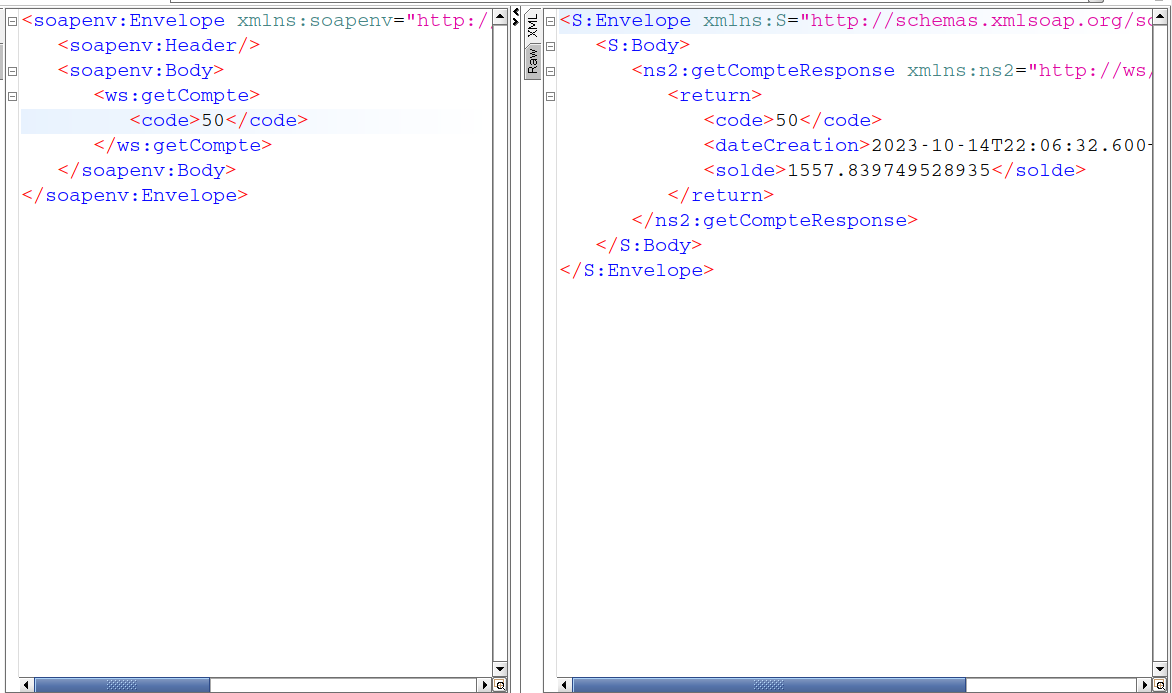 <soapenv:Envelope xmlns:soapenv="http:/
<soapenv:Header/>
<soapenv:Body>
<ws:getCompte>
<code>50</code>
</ws:getCompte>
</soapenv:Body>
</soapenv:Envelope>
XML
Raw
<S:Envelope xmlns:S="http://schemas.xmlsoap.org/so
<S:Body>
<ns2:getCompteResponse xmlns:ns2="http://ws/
<return>
<code>50</code>
<dateCreation>2023-10-14T22:06:32.600
<solde>1557.839749528935</solde>
</return>
</ns2:getCompteResponse>
</S:Body>
</S:Envelope>